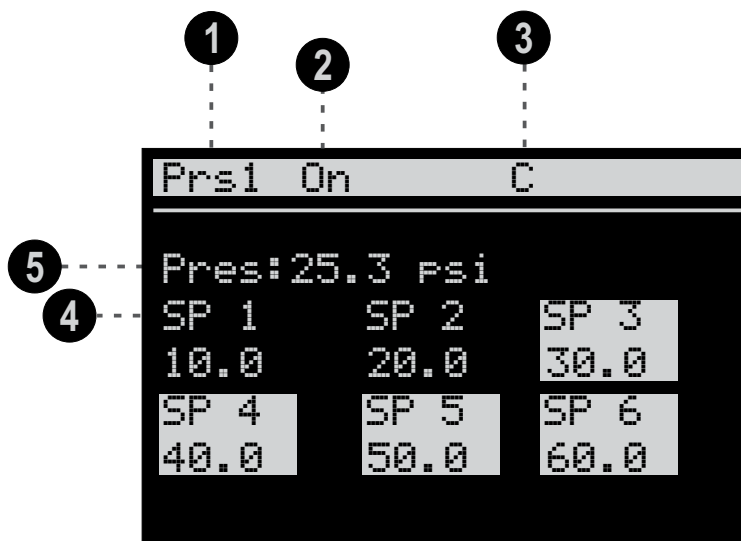 1 2 3
Prs1 On C
5 Pres:25.3 psi
4 SP 1 SP 2 SP 3
10.0 20.0 30.0
SP 4 SP 5 SP 6
40.0 50.0 60.0